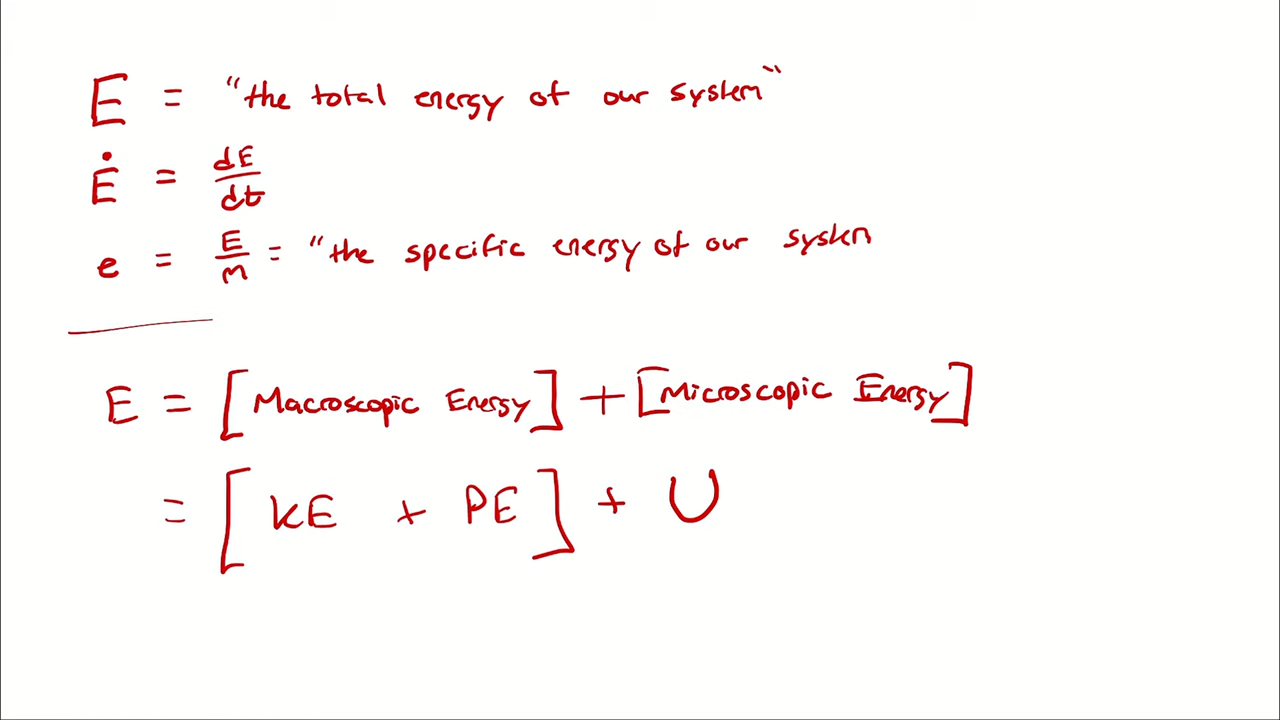 E = "the total energy of our system"
Ė = dE/dt
e = E/m = "the specific energy of our system
E = [Macroscopic Energy] + [Microscopic Energy]
= [KE + PE] + U